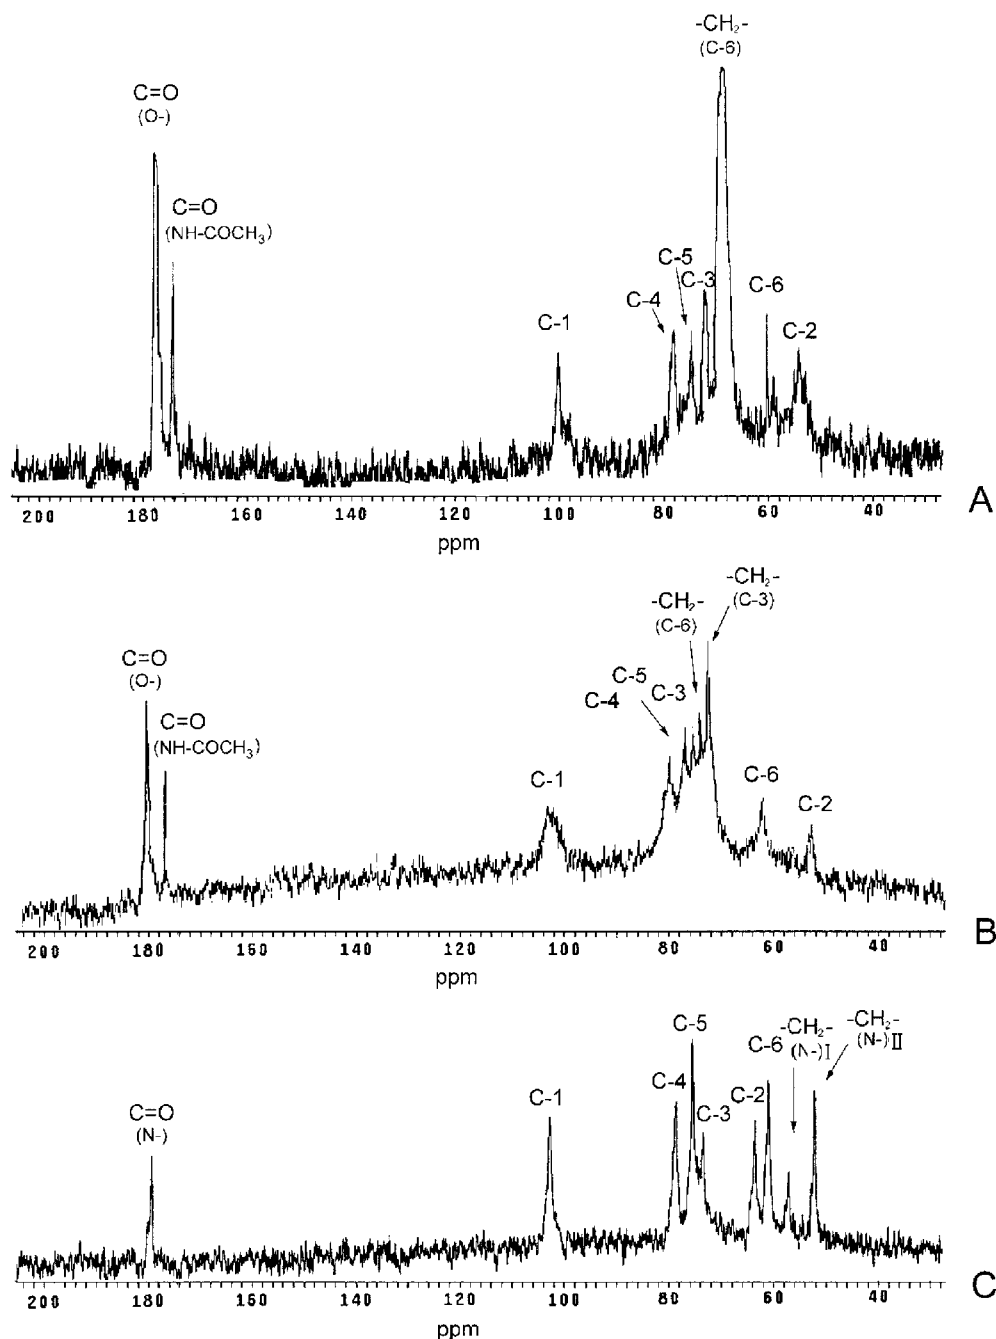 -CH₂-
(C-6)
C=O
(O-)
C=O
(NH-COCH₃)
C-5
C-3
C-4
C-6
C-1
C-2
200 180 160 140 120 100 80 60 40
ppm
A
-CH₂-
(C-3)
-CH₂-
(C-6)
C=O
(O-)
C-5
C-3
C-4
C=O
(NH-COCH₃)
C-1
C-6
C-2
200 180 160 140 120 100 80 60 40
ppm
B
C-5
-CH₂-
(N-)I
-CH₂-
(N-)II
C-6
C-4
C-2
C-1
C-3
C=O
(N-)
200 180 160 140 120 100 80 60 40
ppm
C